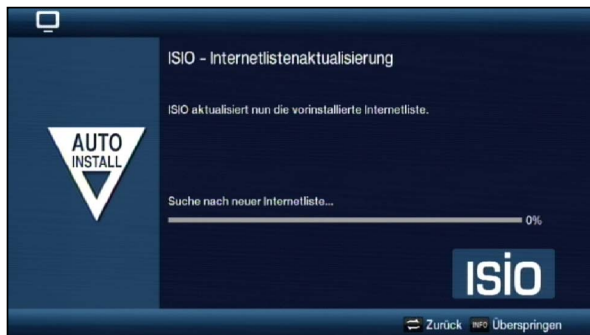 ISIO - Internetlistenaktualisierung
ISIO aktualisiert nun die vorinstallierte Internetliste.
AUTO
INSTALL
Suche nach neuer Internetliste...
0%
ISIO
Zurück INFO Überspringen